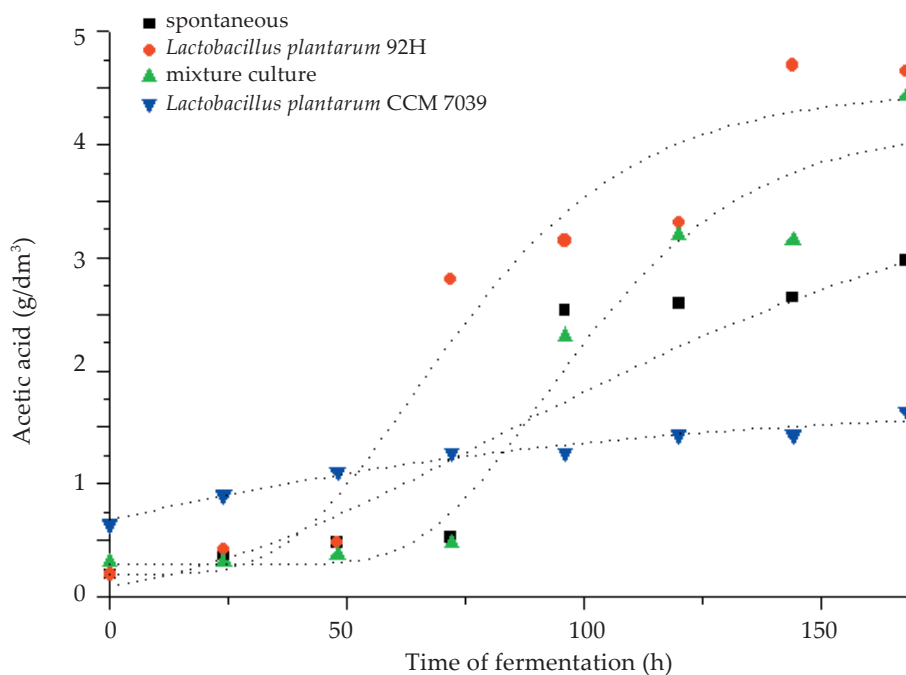 spontaneous
Lactobacillus plantarum 92H
mixture culture
Lactobacillus plantarum CCM 7039
5
4
3
2
1
0
Acetic acid (g/dm³)
0 50 100 150
Time of fermentation (h)